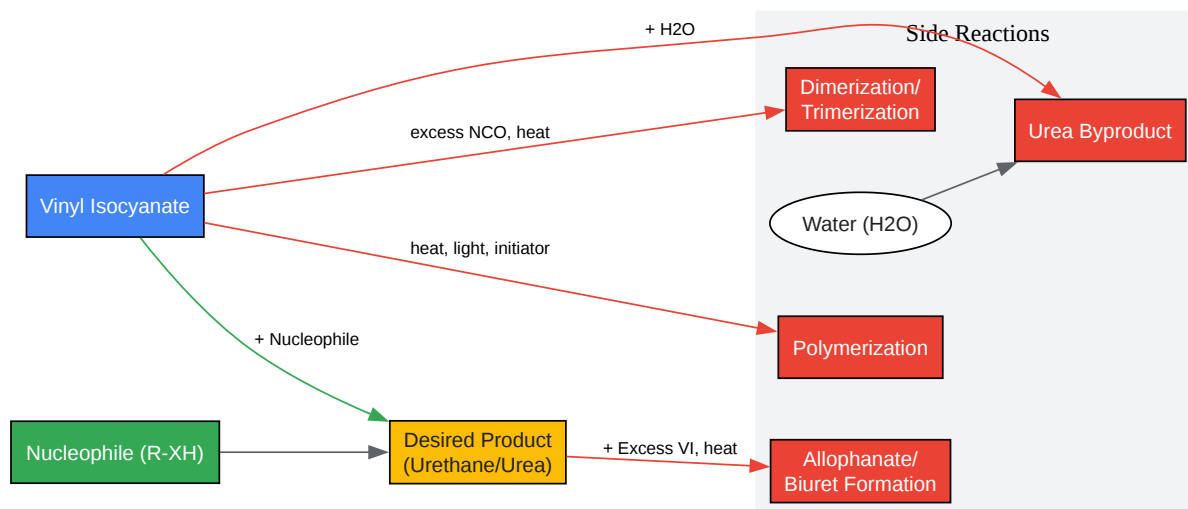 + H2O
Side Reactions
Dimerization/
Trimerization
excess NCO, heat
Urea Byproduct
Vinyl Isocyanate
Water (H2O)
heat, light, initiator
+ Nucleophile
Polymerization
Nucleophile (R-XH)
Desired Product
(Urethane/Urea)
+ Excess VI, heat
Allophanate/
Biuret Formation